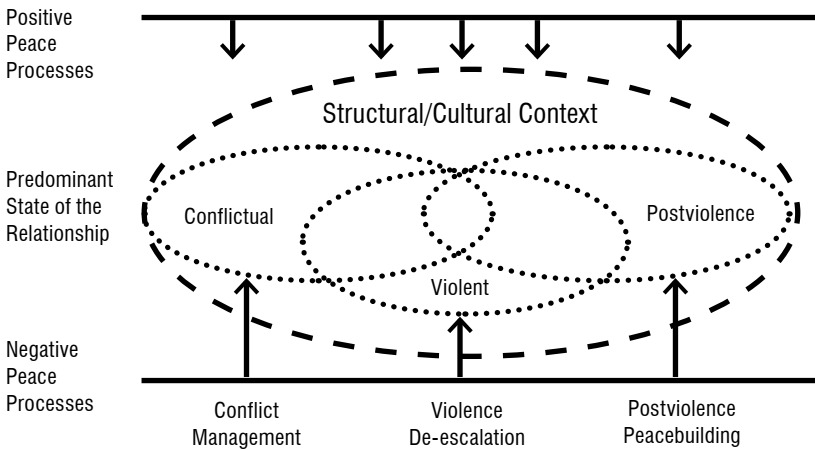 Positive
Peace
Processes
Structural/Cultural Context
Predominant
State of the
Relationship
Conflictual
Postviolence
Violent
Negative
Peace
Processes
Conflict
Management
Violence
De-escalation
Postviolence
Peacebuilding